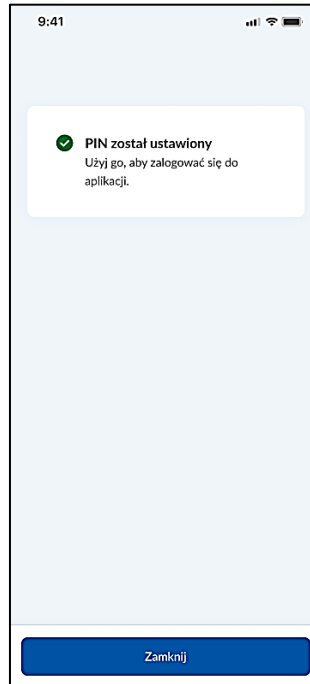 9:41
PIN został ustawiony
Użyj go, aby zalogować się do
aplikacji.
Zamknij